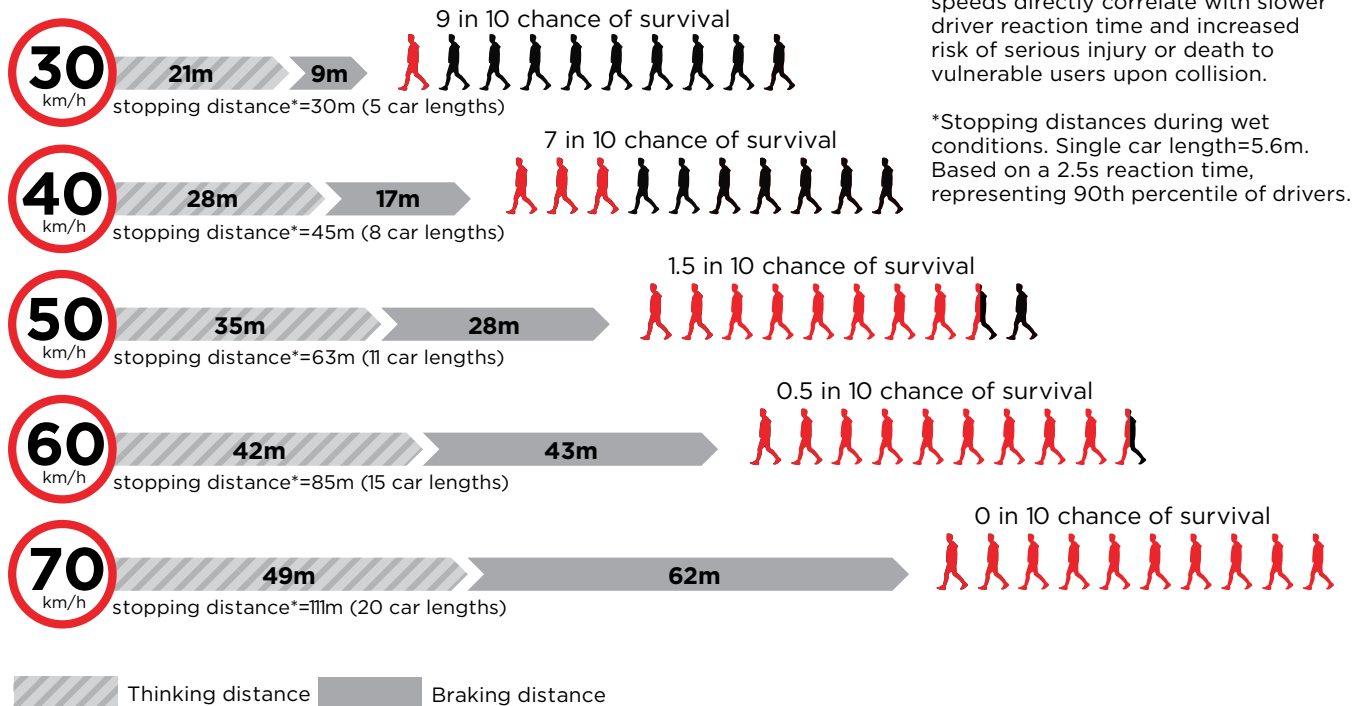 9 in 10 chance of survival
30
km/h
21m
9m
stopping distance*=30m (5 car lengths)
7 in 10 chance of survival
40
km/h
28m
17m
stopping distance*=45m (8 car lengths)
1.5 in 10 chance of survival
50
km/h
35m
28m
stopping distance*=63m (11 car lengths)
0.5 in 10 chance of survival
60
km/h
42m
43m
stopping distance*=85m (15 car lengths)
0 in 10 chance of survival
70
km/h
49m
62m
stopping distance*=111m (20 car lengths)
Thinking distance
Braking distance
speeds directly correlate with slower
driver reaction time and increased
risk of serious injury or death to
vulnerable users upon collision.
*Stopping distances during wet
conditions. Single car length=5.6m.
Based on a 2.5s reaction time,
representing 90th percentile of drivers.